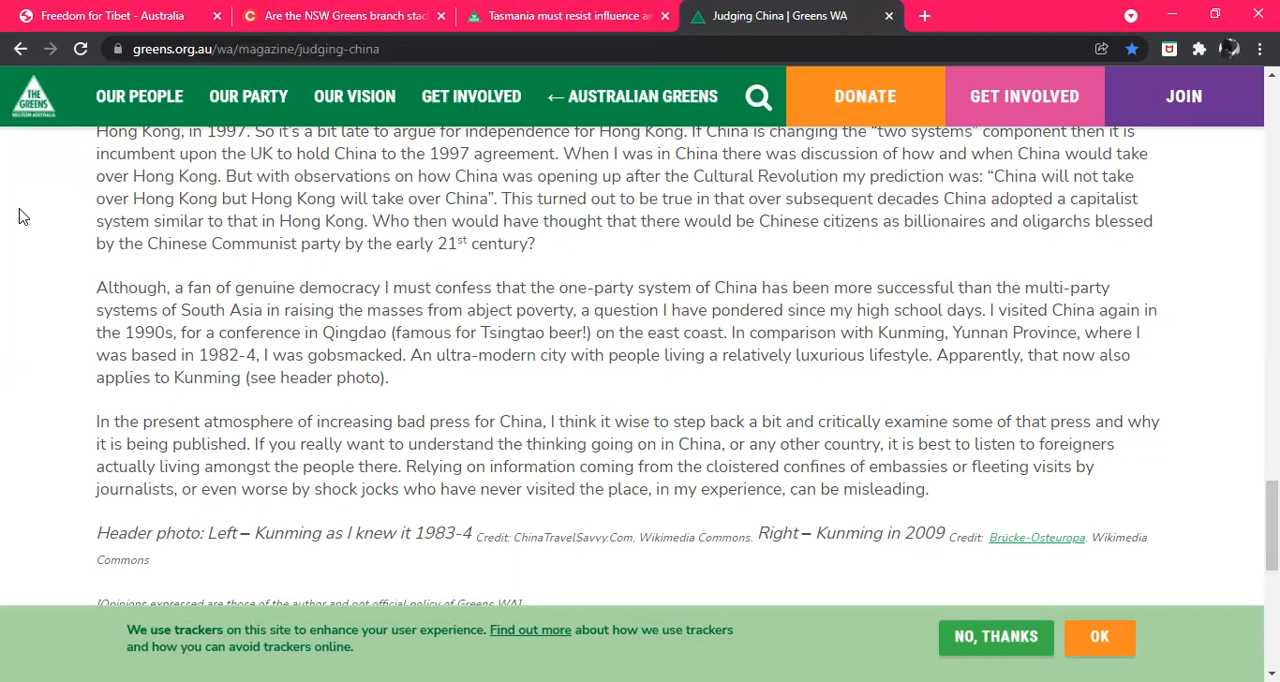 Freedom for Tibet - Australia
Are the NSW Greens branch stac
Tasmania must resist influence an
Judging China | Greens WA
greens.org.au/wa/magazine/judging-china
THE GREENS WESTERN AUSTRALIA
OUR PEOPLE OUR PARTY OUR VISION GET INVOLVED ← AUSTRALIAN GREENS DONATE GET INVOLVED JOIN
Hong Kong, in 1997. So it's a bit late to argue for independence for Hong Kong. If China is changing the “two systems” component then it is
incumbent upon the UK to hold China to the 1997 agreement. When I was in China there was discussion of how and when China would take
over Hong Kong. But with observations on how China was opening up after the Cultural Revolution my prediction was: “China will not take
over Hong Kong but Hong Kong will take over China”. This turned out to be true in that over subsequent decades China adopted a capitalist
system similar to that in Hong Kong. Who then would have thought that there would be Chinese citizens as billionaires and oligarchs blessed
by the Chinese Communist party by the early 21st century?
Although, a fan of genuine democracy I must confess that the one-party system of China has been more successful than the multi-party
systems of South Asia in raising the masses from abject poverty, a question I have pondered since my high school days. I visited China again in
the 1990s, for a conference in Qingdao (famous for Tsingtao beer!) on the east coast. In comparison with Kunming, Yunnan Province, where I
was based in 1982-4, I was gobsmacked. An ultra-modern city with people living a relatively luxurious lifestyle. Apparently, that now also
applies to Kunming (see header photo).
In the present atmosphere of increasing bad press for China, I think it wise to step back a bit and critically examine some of that press and why
it is being published. If you really want to understand the thinking going on in China, or any other country, it is best to listen to foreigners
actually living amongst the people there. Relying on information coming from the cloistered confines of embassies or fleeting visits by
journalists, or even worse by shock jocks who have never visited the place, in my experience, can be misleading.
Header photo: Left – Kunming as I knew it 1983-4 Credit: ChinaTravelSavvy.Com, Wikimedia Commons. Right – Kunming in 2009 Credit: Brücke-Osteuropa. Wikimedia
Commons
[Opinions expressed are those of the author and not official policy of Greens WA]
We use trackers on this site to enhance your user experience. Find out more about how we use trackers
and how you can avoid trackers online.
NO, THANKS OK